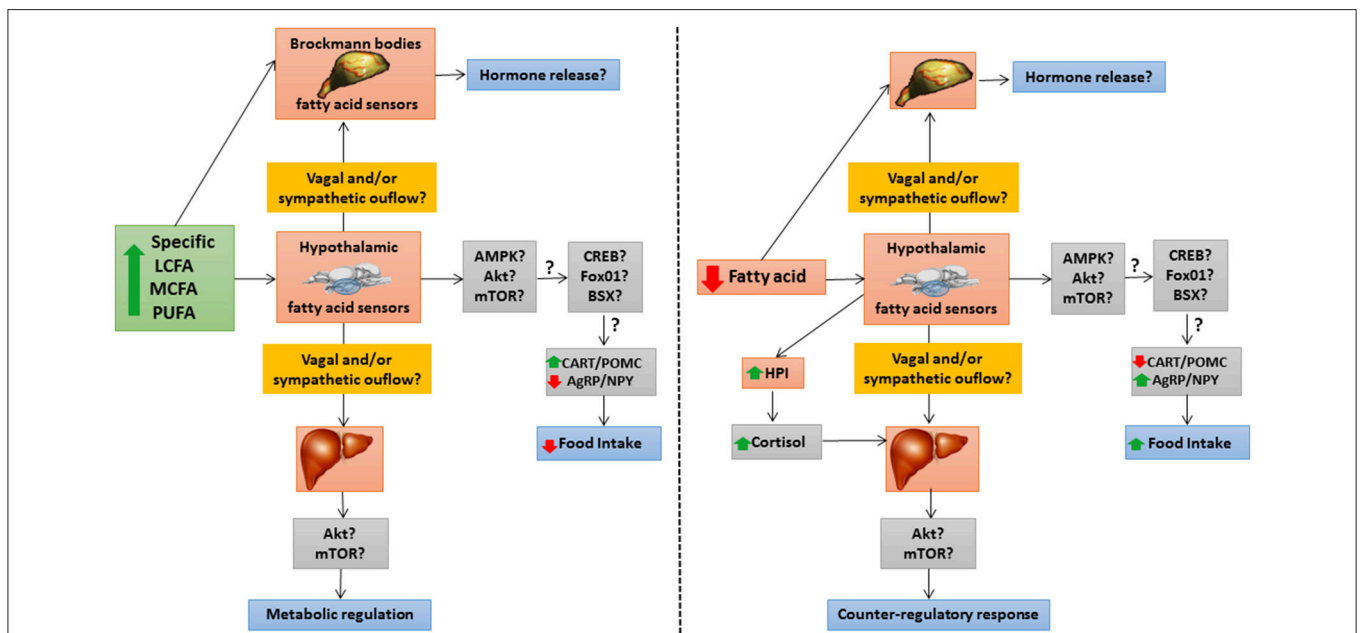 Brockmann bodies
fatty acid sensors
Hormone release?
Vagal and/or
sympathetic ouflow?
Specific
LCFA
MCFA
PUFA
Hypothalamic
fatty acid sensors
AMPK?
Akt?
mTOR?
?
CREB?
Fox01?
BSX?
?
Vagal and/or
sympathetic ouflow?
CART/POMC
AgRP/NPY
Food Intake
Akt?
mTOR?
Metabolic regulation
Hormone release?
Vagal and/or
sympathetic ouflow?
Fatty acid
Hypothalamic
fatty acid sensors
AMPK?
Akt?
mTOR?
?
CREB?
Fox01?
BSX?
?
HPI
Vagal and/or
sympathetic ouflow?
CART/POMC
AgRP/NPY
Cortisol
Food Intake
Akt?
mTOR?
Counter-regulatory response